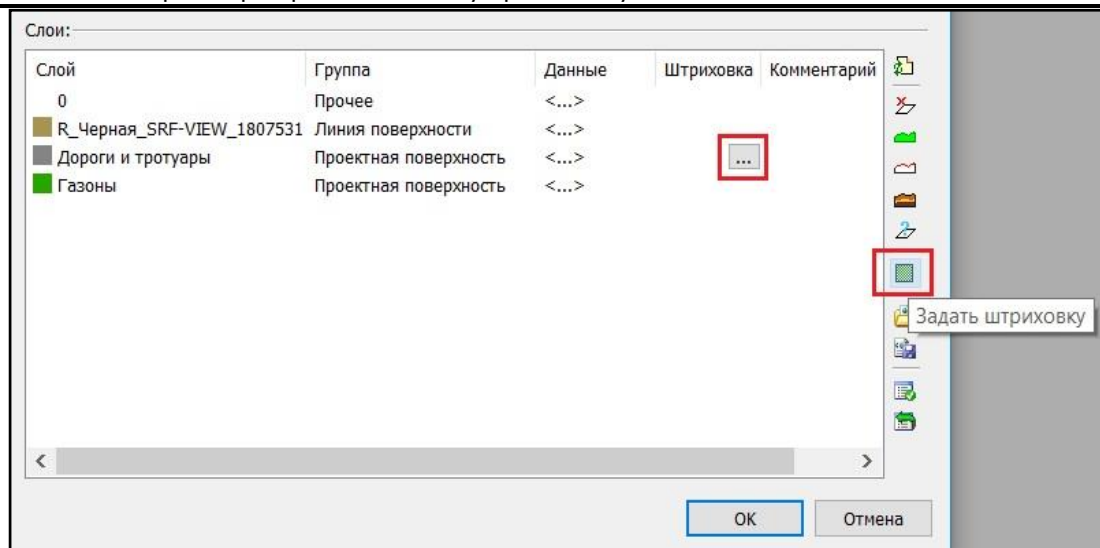 Слои:
Слой Группа Данные Штриховка Комментарий
0 Прочее <...>
R_Черная_SRF-VIEW_1807531 Линия поверхности <...>
Дороги и тротуары Проектная поверхность <...> ...
Газоны Проектная поверхность <...>
Задать штриховку
ОК Отмена